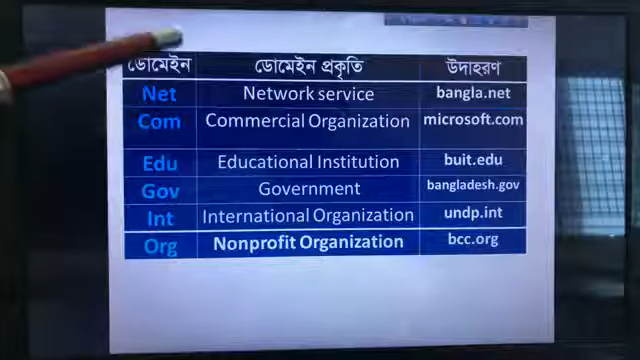 ডোমেইন ডোমেইন প্রকৃতি উদাহরণ
Net Network service bangla.net
Com Commercial Organization microsoft.com
Edu Educational Institution buit.edu
Gov Government bangladesh.gov
Int International Organization undp.int
Org Nonprofit Organization bcc.org